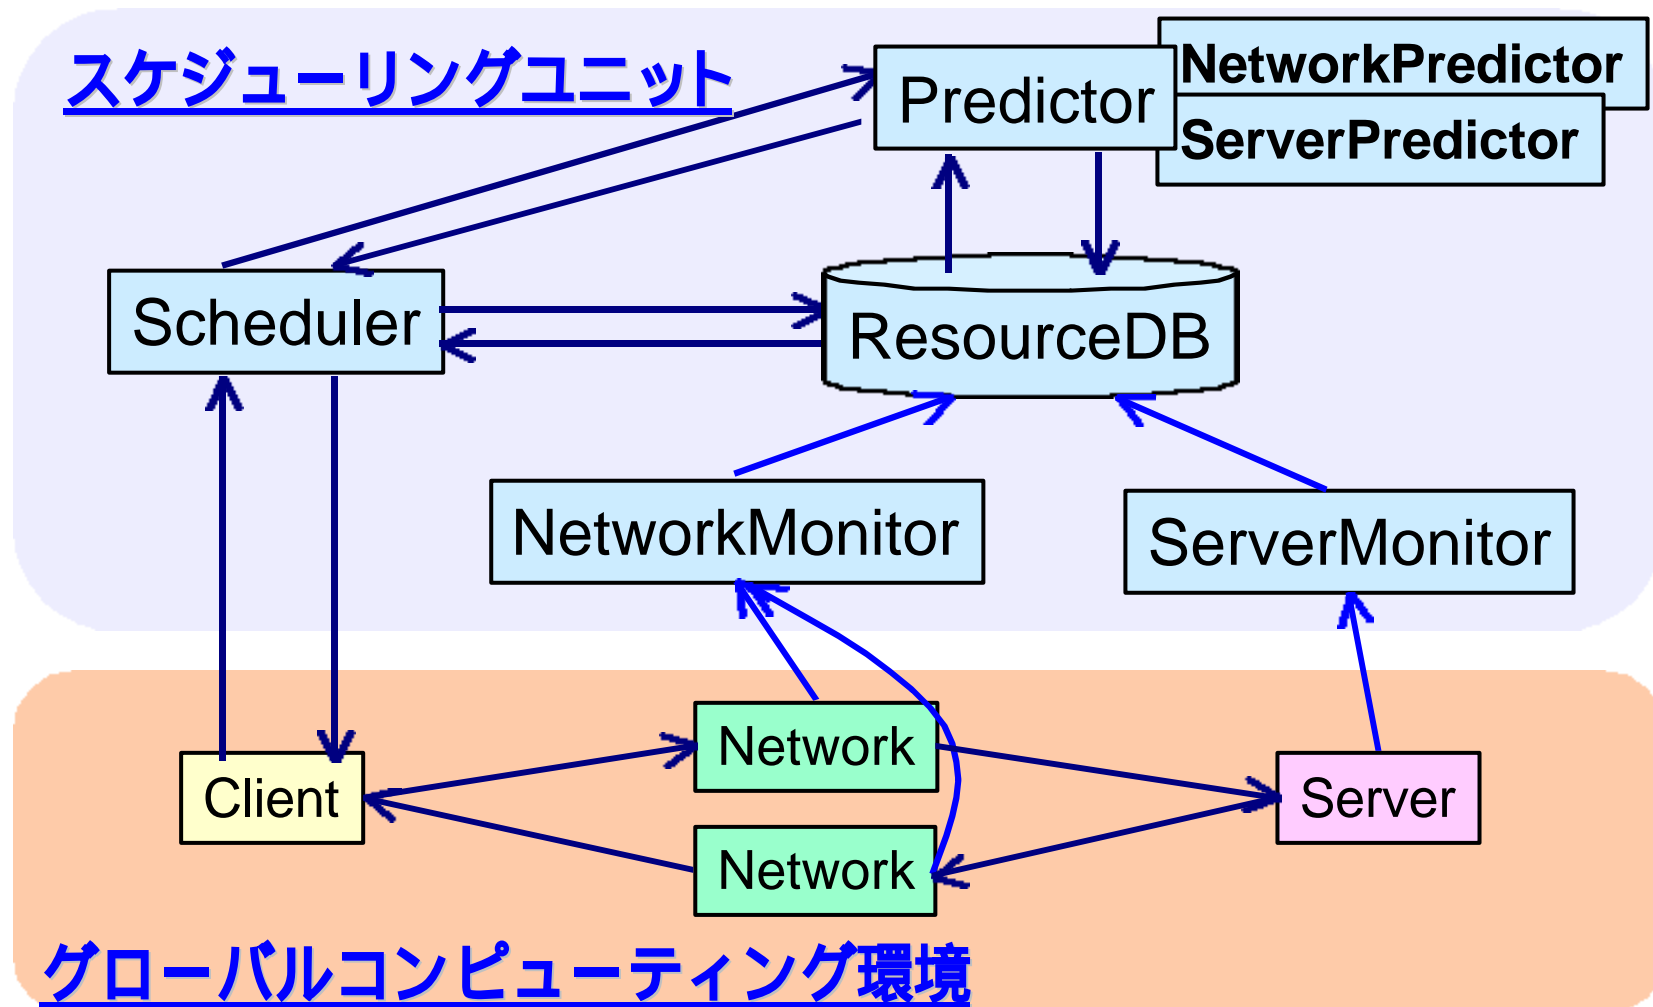 スケジューリングユニット
Predictor
NetworkPredictor
ServerPredictor
Scheduler
ResourceDB
NetworkMonitor
ServerMonitor
Network
Client
Server
Network
グローバルコンピューティング環境